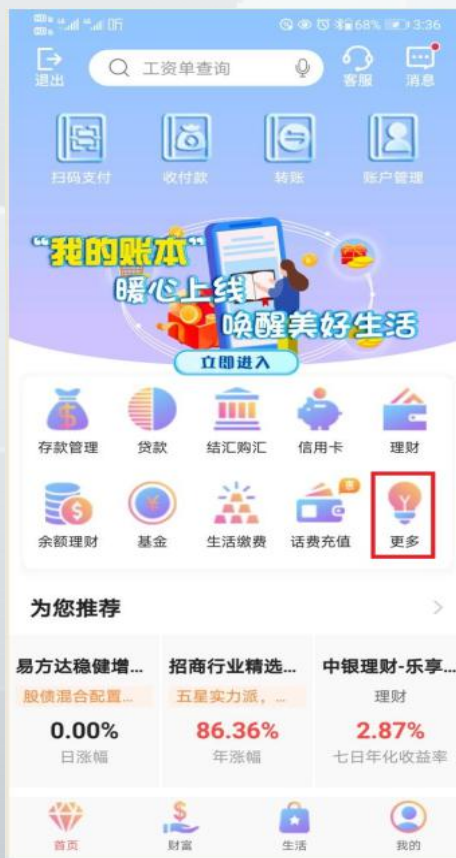 68% 3:36
退出
工资单查询
客服
消息
扫码支付
收付款
转账
账户管理
“我的账本”
暖心上线
唤醒美好生活
立即进入
存款管理
贷款
结汇购汇
信用卡
理财
余额理财
基金
生活缴费
话费充值
更多
为您推荐
易方达稳健增...
招商行业精选...
中银理财-乐享...
股债混合配置...
五星实力派，...
理财
0.00%
86.36%
2.87%
日涨幅
年涨幅
七日年化收益率
首页
财富
生活
我的